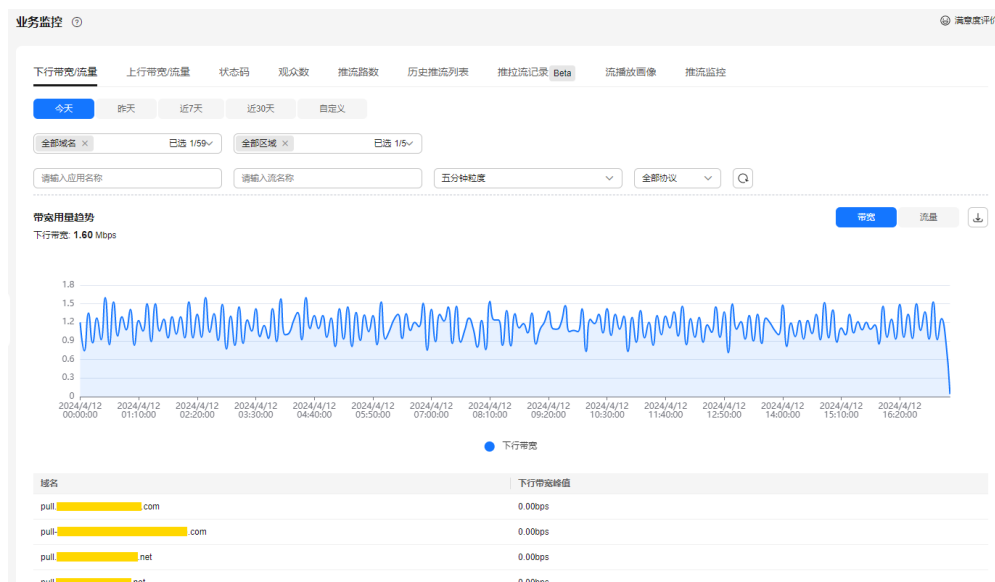 业务监控
满意度评价
下行带宽/流量 上行带宽/流量 状态码 观众数 推流路数 历史推流列表 推拉流记录 Beta 流播放画像 推流监控
今天 昨天 近7天 近30天 自定义
全部域名 × 已选 1/59 全部区域 × 已选 1/5
请输入应用名称 请输入流名称 五分钟粒度 全部协议
带宽用量趋势 带宽 流量
下行带宽: 1.60 Mbps
1.8
1.5
1.2
0.9
0.6
0.3
0
2024/4/12 2024/4/12 2024/4/12 2024/4/12 2024/4/12 2024/4/12 2024/4/12 2024/4/12 2024/4/12 2024/4/12 2024/4/12 2024/4/12 2024/4/12 2024/4/12 2024/4/12
00:00:00 01:10:00 02:20:00 03:30:00 04:40:00 05:50:00 07:00:00 08:10:00 09:20:00 10:30:00 11:40:00 12:50:00 14:00:00 15:10:00 16:20:00
下行带宽
域名 下行带宽峰值
pull. .com 0.00bps
pull- .com 0.00bps
pull. .net 0.00bps
pull .net 0.00bps